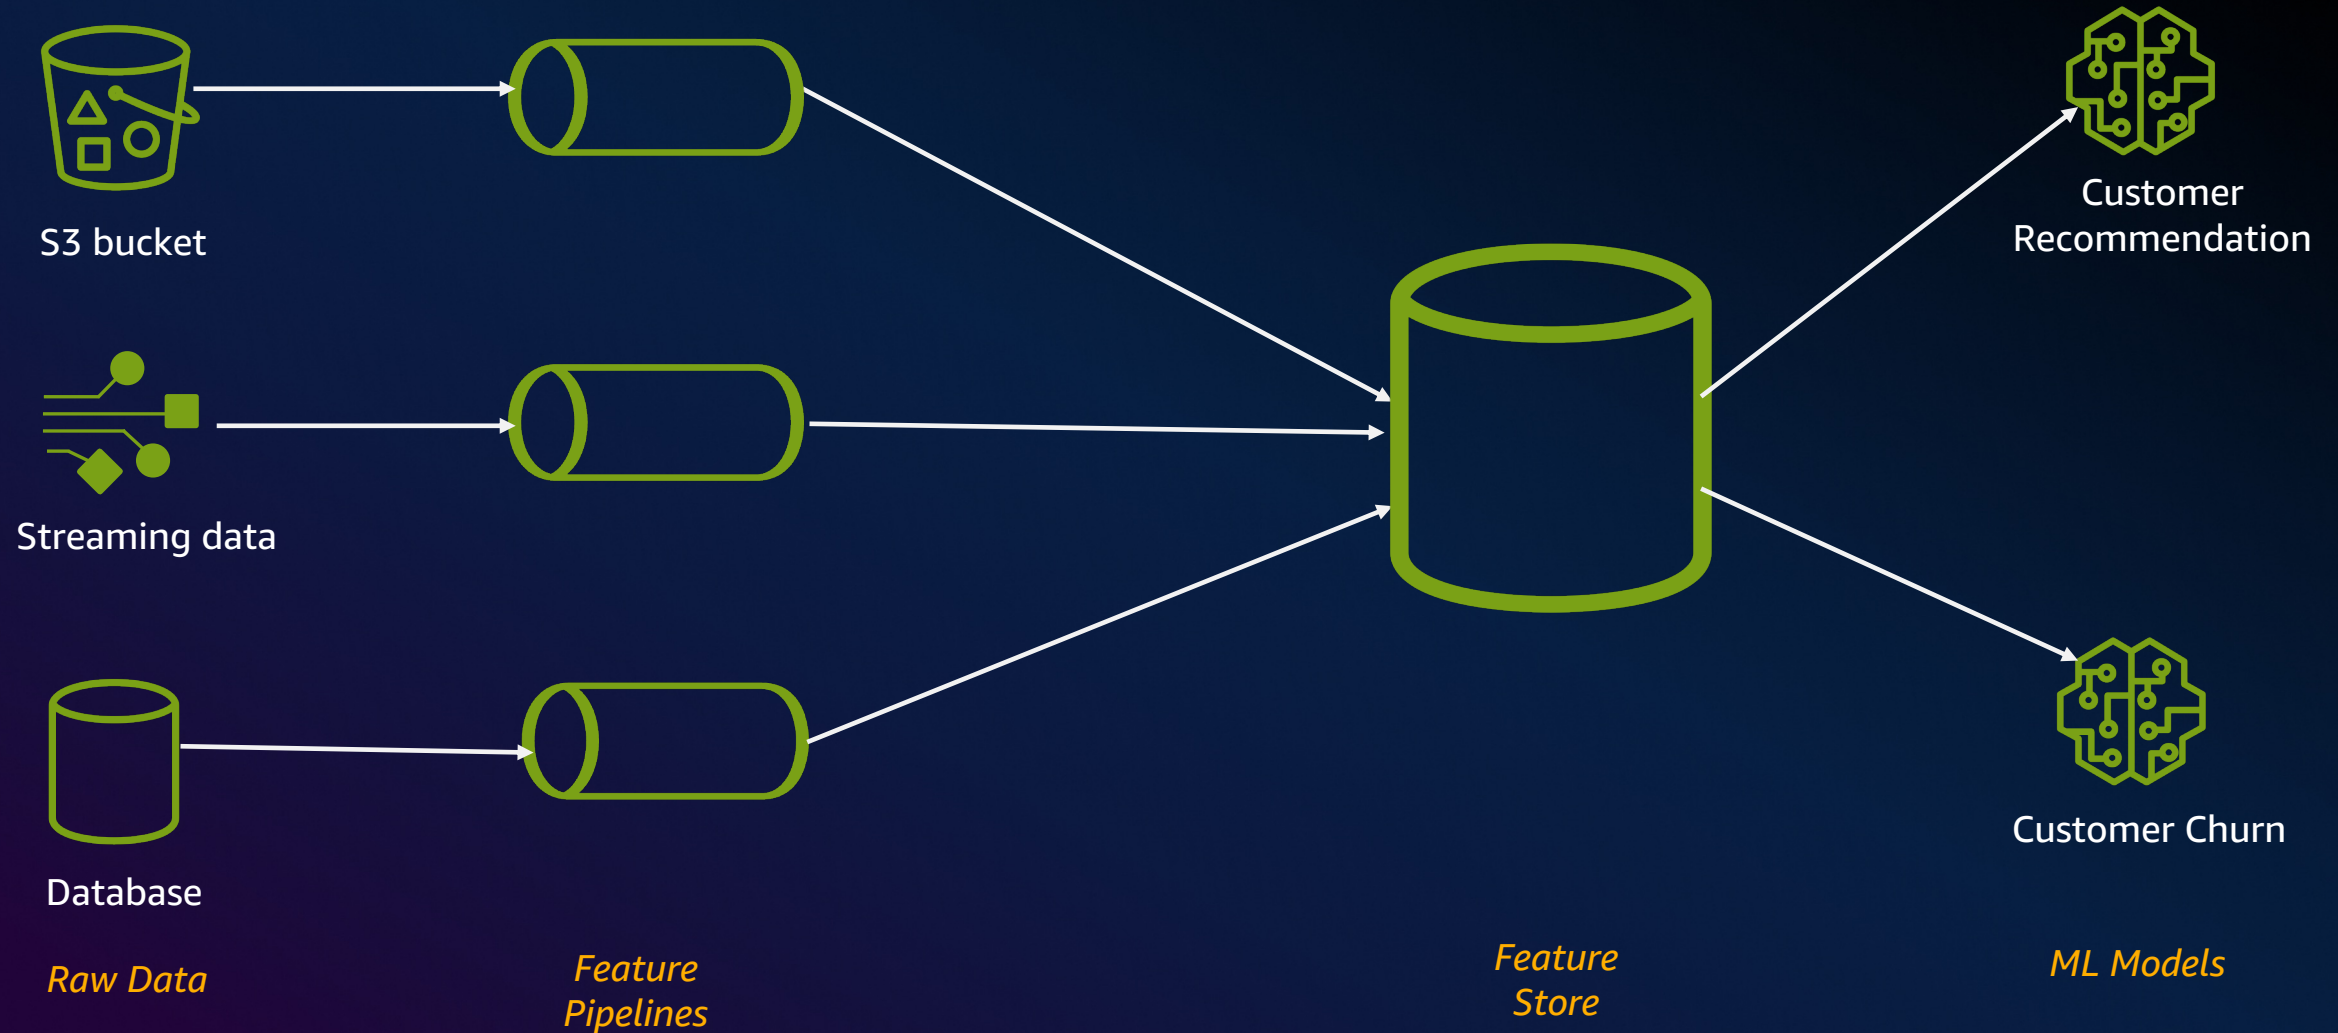 S3 bucket
Streaming data
Database
Raw Data
Feature
Pipelines
Feature
Store
Customer
Recommendation
Customer Churn
ML Models